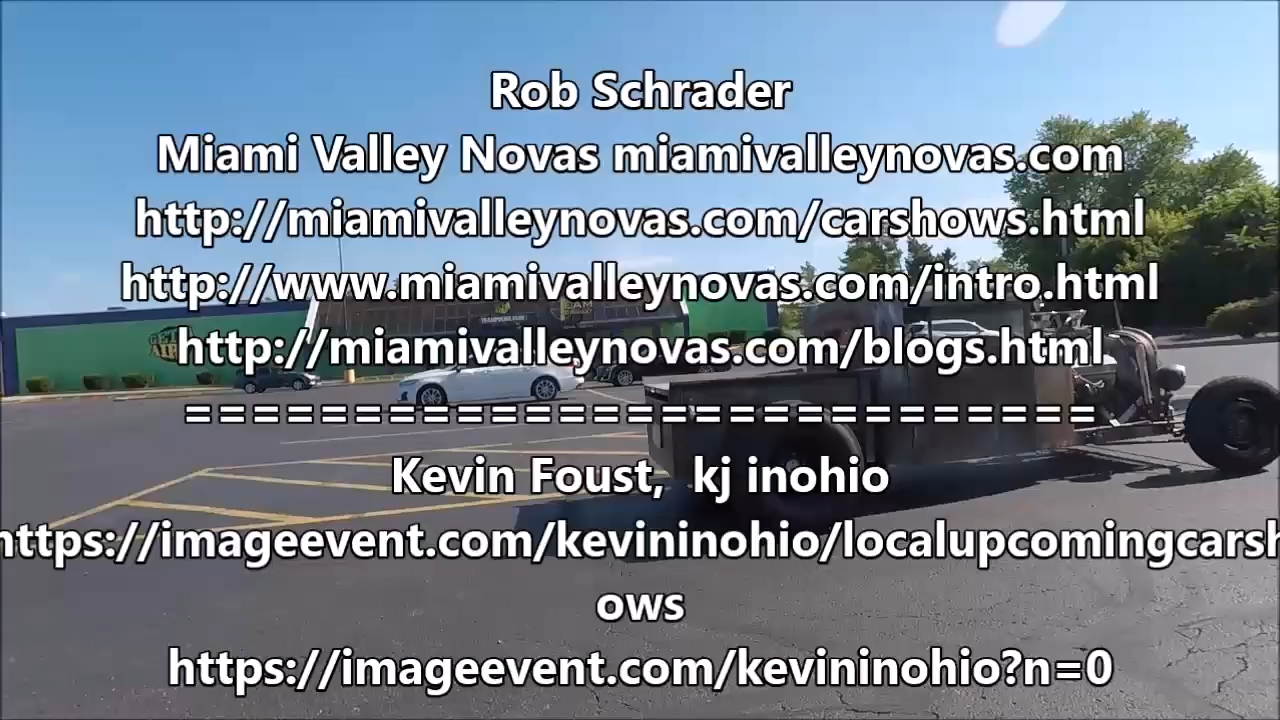 Rob Schrader
Miami Valley Novas miamivalleynovas.com
http://miamivalleynovas.com/carshows.html
http://www.miamivalleynovas.com/intro.html
http://miamivalleynovas.com/blogs.html
============================
Kevin Foust,  kj inohio
https://imageevent.com/kevininohio/localupcomingcarsh
ows
https://imageevent.com/kevininohio?n=0